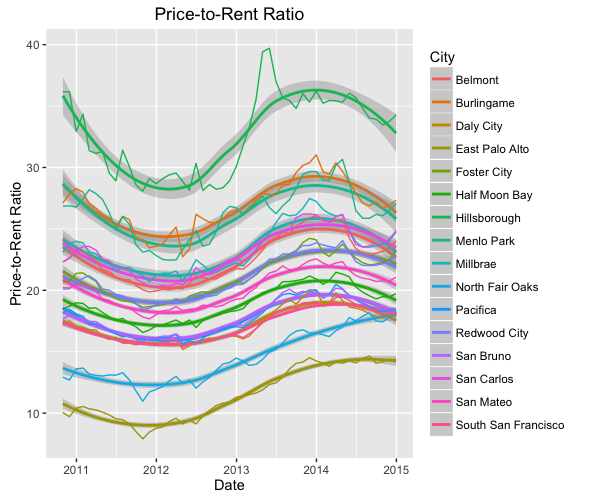 Price-to-Rent Ratio
Price-to-Rent Ratio
40
30
20
10
2011 2012 2013 2014 2015
Date
City
Belmont
Burlingame
Daly City
East Palo Alto
Foster City
Half Moon Bay
Hillsborough
Menlo Park
Millbrae
North Fair Oaks
Pacifica
Redwood City
San Bruno
San Carlos
San Mateo
South San Francisco